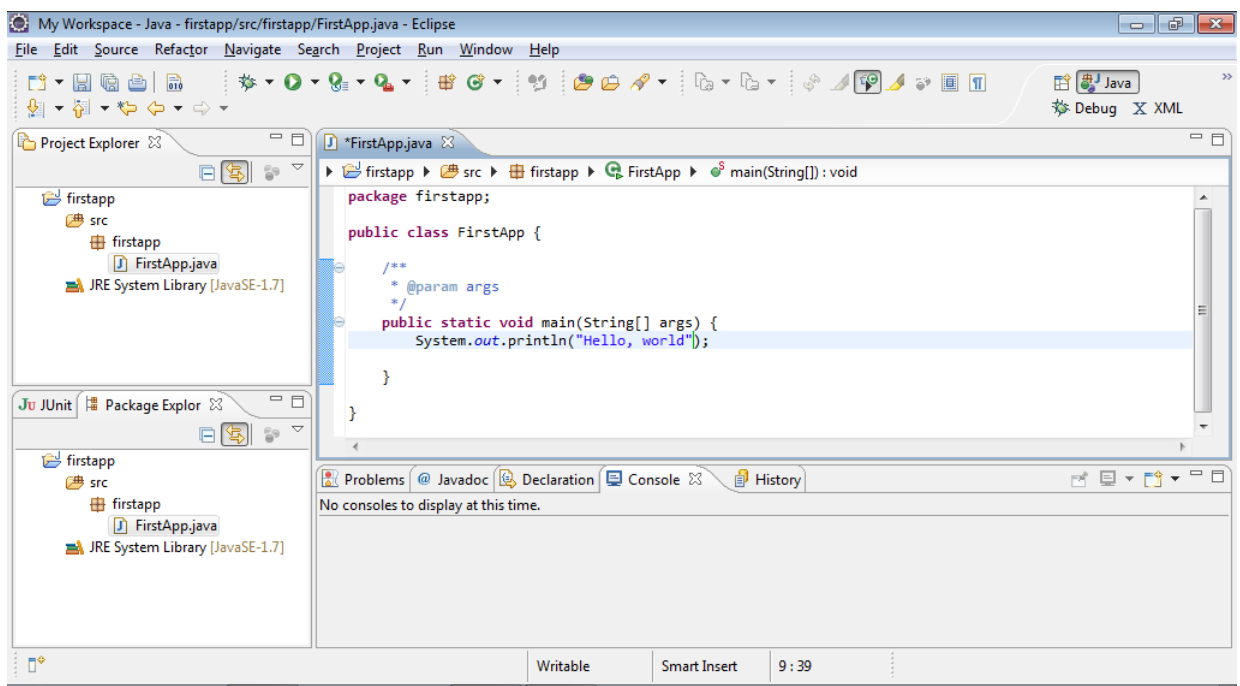 My Workspace - Java - firstapp/src/firstapp/FirstApp.java - Eclipse
File Edit Source Refactor Navigate Search Project Run Window Help
Java
Debug XML
Project Explorer
firstapp
src
firstapp
FirstApp.java
JRE System Library [JavaSE-1.7]
*FirstApp.java
firstapp src firstapp FirstApp main(String[]) : void
package firstapp;
public class FirstApp {
/**
* @param args
*/
public static void main(String[] args) {
System.out.println("Hello, world");
}
}
JUnit Package Explor
firstapp
src
firstapp
FirstApp.java
JRE System Library [JavaSE-1.7]
Problems @ Javadoc Declaration Console History
No consoles to display at this time.
Writable Smart Insert 9 : 39